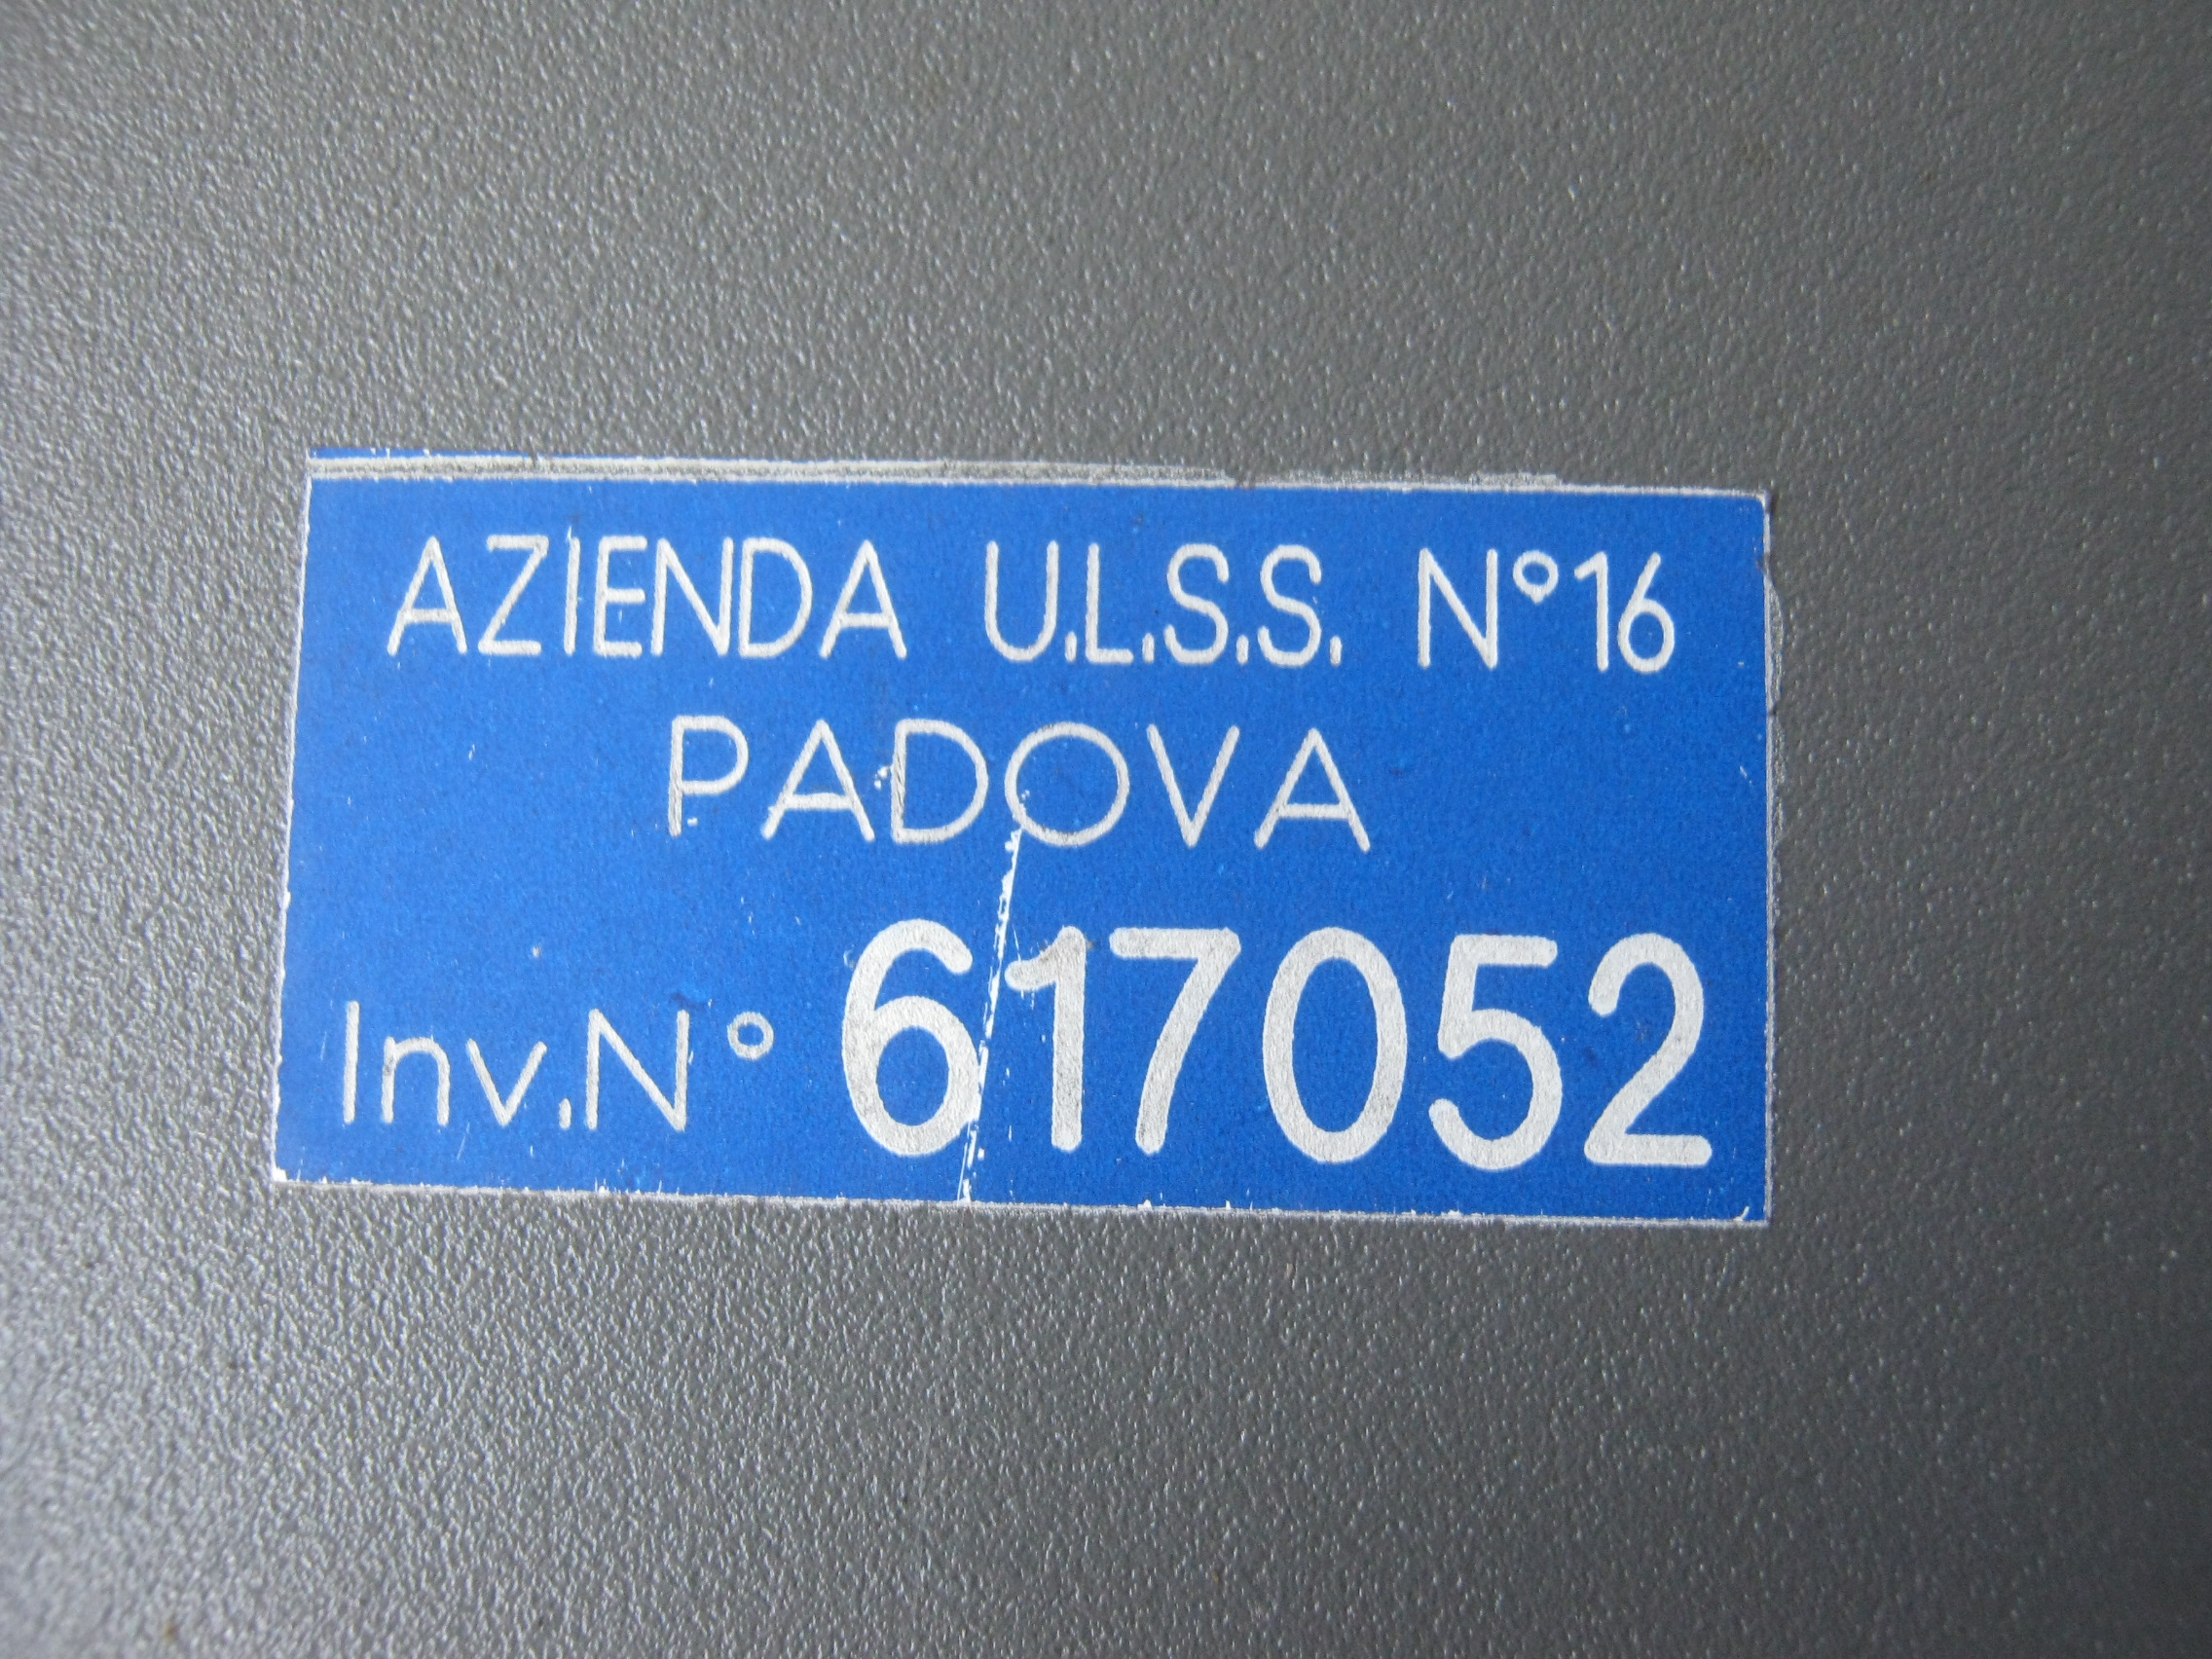 AZIENDA U.L.S.S. N°16
PADOVA
Inv.N° 617052